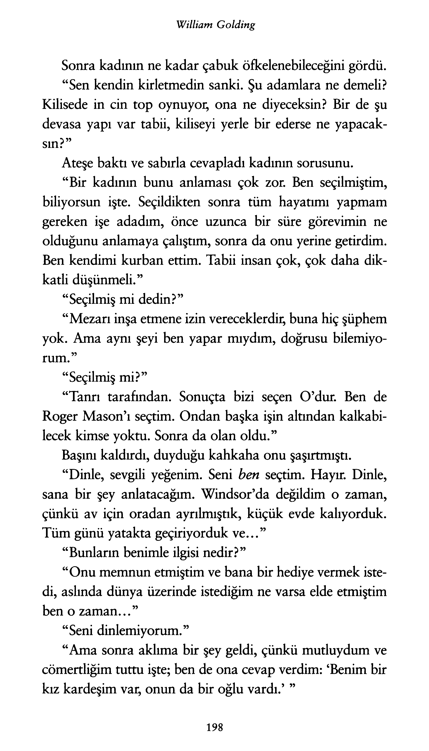 William Golding
Sonra kadının ne kadar çabuk öfkelenebileceğini gördü.
“Sen kendin kirletmedin sanki. Şu adamlara ne demeli?
Kilisede in cin top oynuyor, ona ne diyeceksin? Bir de şu
devasa yapı var tabii, kiliseyi yerle bir ederse ne yapacak-
sın?”
Ateşe baktı ve sabırla cevapladı kadının sorusunu.
“Bir kadının bunu anlaması çok zor. Ben seçilmiştim,
biliyorsun işte. Seçildikten sonra tüm hayatımı yapmam
gereken işe adadım, önce uzunca bir süre görevimin ne
olduğunu anlamaya çalıştım, sonra da onu yerine getirdim.
Ben kendimi kurban ettim. Tabii insan çok, çok daha dik-
katli düşünmeli.”
“Seçilmiş mi dedin?”
“Mezarı inşa etmene izin vereceklerdir, buna hiç şüphem
yok. Ama aynı şeyi ben yapar mıydım, doğrusu bilemiyo-
rum.”
“Seçilmiş mi?”
“Tanrı tarafından. Sonuçta bizi seçen O’dur. Ben de
Roger Mason’ı seçtim. Ondan başka işin altından kalkabi-
lecek kimse yoktu. Sonra da olan oldu.”
Başını kaldırdı, duyduğu kahkaha onu şaşırtmıştı.
“Dinle, sevgili yeğenim. Seni ben seçtim. Hayır. Dinle,
sana bir şey anlatacağım. Windsor’da değildim o zaman,
çünkü av için oradan ayrılmıştık, küçük evde kalıyorduk.
Tüm günü yatakta geçiriyorduk ve…”
“Bunların benimle ilgisi nedir?”
“Onu memnun etmiştim ve bana bir hediye vermek iste-
di, aslında dünya üzerinde istediğim ne varsa elde etmiştim
ben o zaman…”
“Seni dinlemiyorum.”
“Ama sonra aklıma bir şey geldi, çünkü mutluydum ve
cömertliğim tuttu işte; ben de ona cevap verdim: ‘Benim bir
kız kardeşim var, onun da bir oğlu vardı.’ ”
198